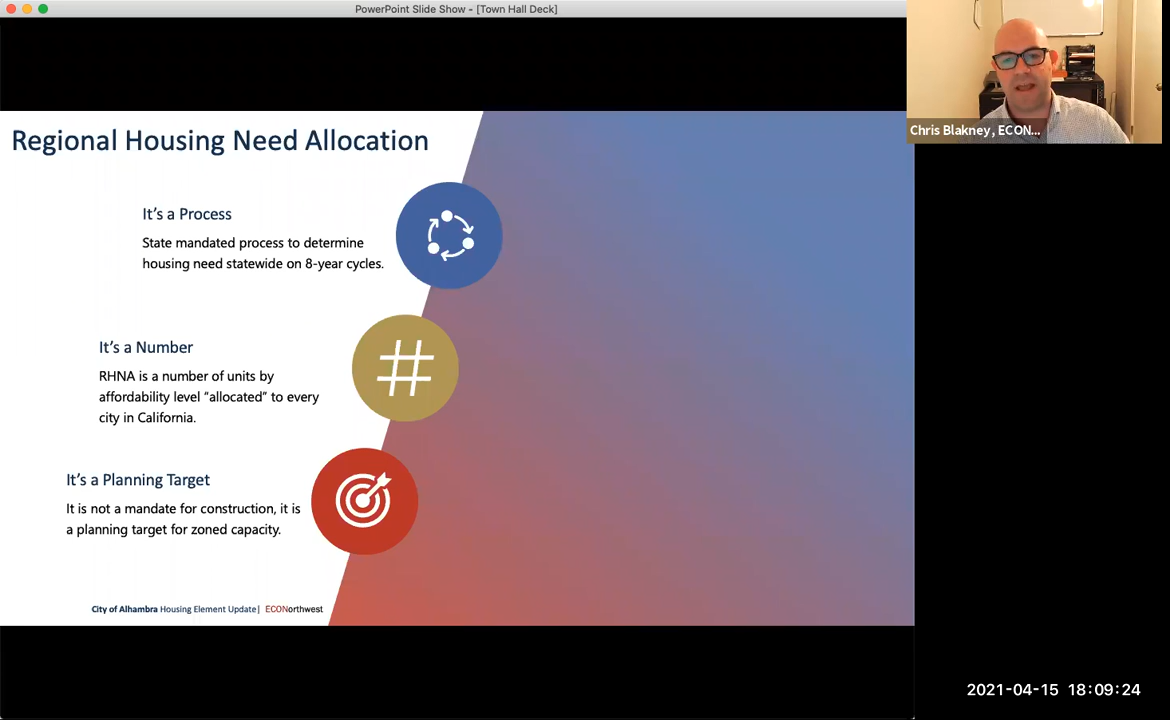 PowerPoint Slide Show - [Town Hall Deck]
Chris Blakney, ECON...
Regional Housing Need Allocation
It's a Process
State mandated process to determine
housing need statewide on 8-year cycles.
It's a Number
RHNA is a number of units by
affordability level “allocated” to every
city in California.
It's a Planning Target
It is not a mandate for construction, it is
a planning target for zoned capacity.
City of Alhambra Housing Element Update| ECONorthwest
2021-04-15 18:09:24